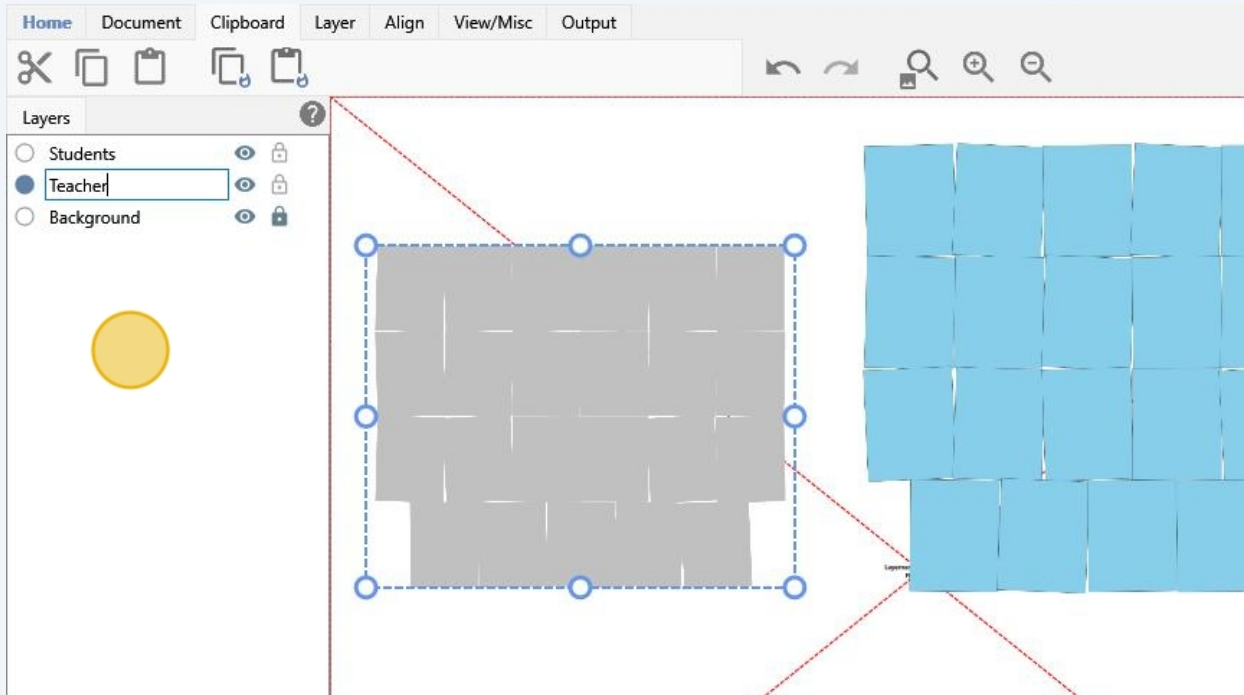 Home Document Clipboard Layer Align View/Misc Output
Layers ?
Students
Teacher
Background